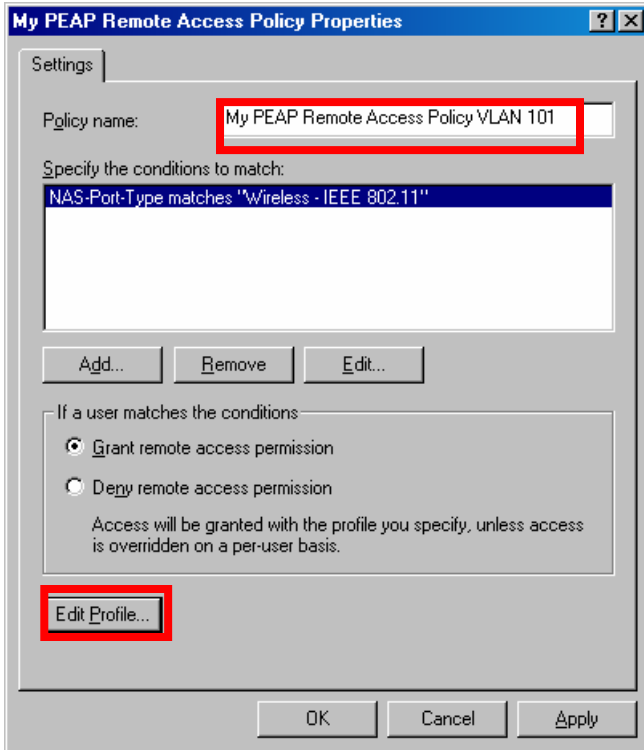 My PEAP Remote Access Policy Properties
Settings
Policy name: My PEAP Remote Access Policy VLAN 101
Specify the conditions to match:
NAS-Port-Type matches "Wireless - IEEE 802.11"
Add... Remove Edit...
If a user matches the conditions
Grant remote access permission
Deny remote access permission
Access will be granted with the profile you specify, unless access
is overridden on a per-user basis.
Edit Profile...
OK Cancel Apply